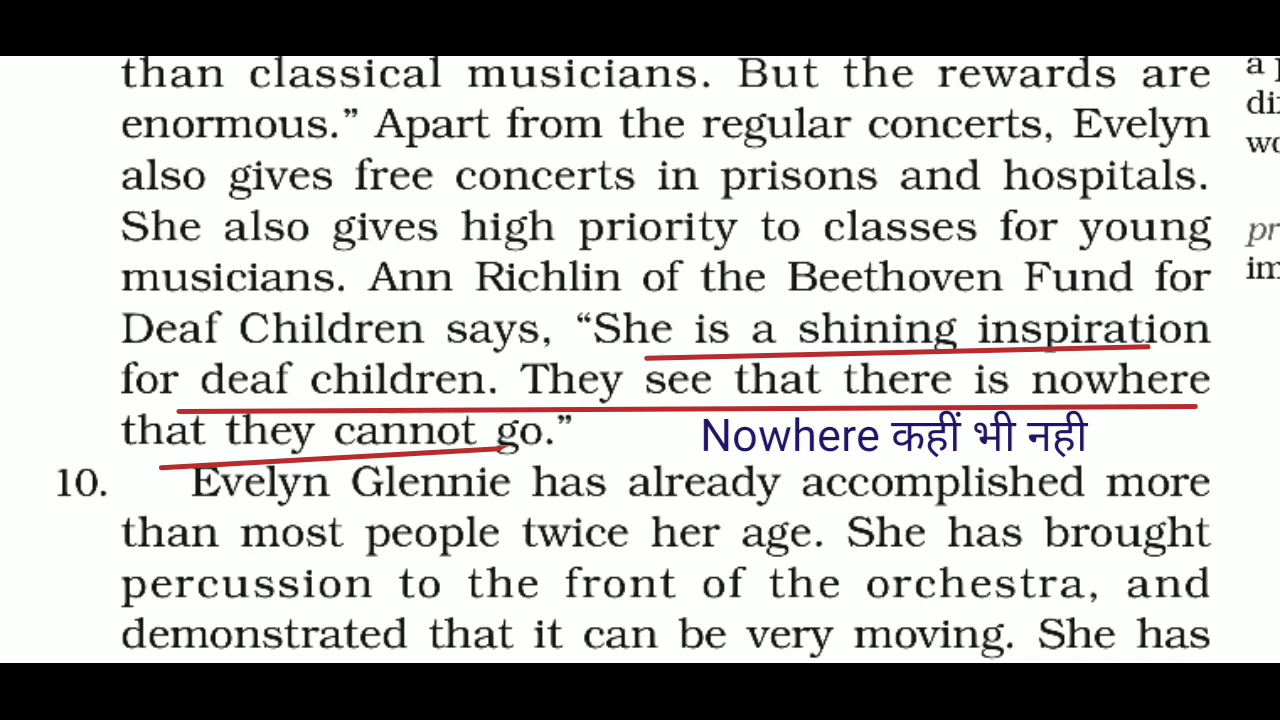 than classical musicians. But the rewards are
enormous.” Apart from the regular concerts, Evelyn
also gives free concerts in prisons and hospitals.
She also gives high priority to classes for young
musicians. Ann Richlin of the Beethoven Fund for
Deaf Children says, “She is a shining inspiration
for deaf children. They see that there is nowhere
that they cannot go.”
Nowhere कहीं भी नही
10. Evelyn Glennie has already accomplished more
than most people twice her age. She has brought
percussion to the front of the orchestra, and
demonstrated that it can be very moving. She has